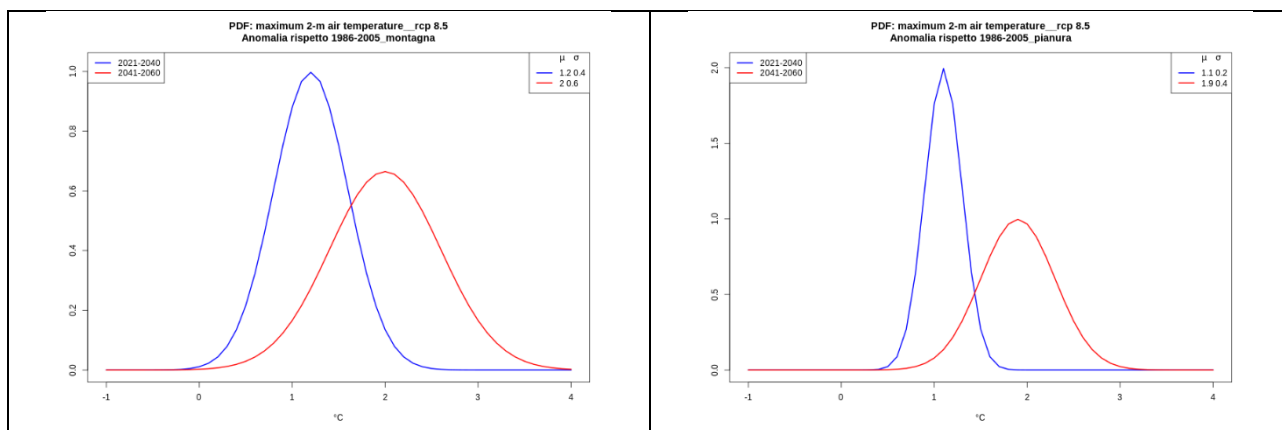 PDF: maximum 2-m air temperature__rcp 8.5
Anomalia rispetto 1986-2005_montagna
2021-2040
2041-2060
μ σ
1.2 0.4
2 0.6
1.0
0.8
0.6
0.4
0.2
0.0
-1 0 1 2 3 4
°C
PDF: maximum 2-m air temperature__rcp 8.5
Anomalia rispetto 1986-2005_pianura
2021-2040
2041-2060
μ σ
1.1 0.2
1.9 0.4
2.0
1.5
1.0
0.5
0.0
-1 0 1 2 3 4
°C